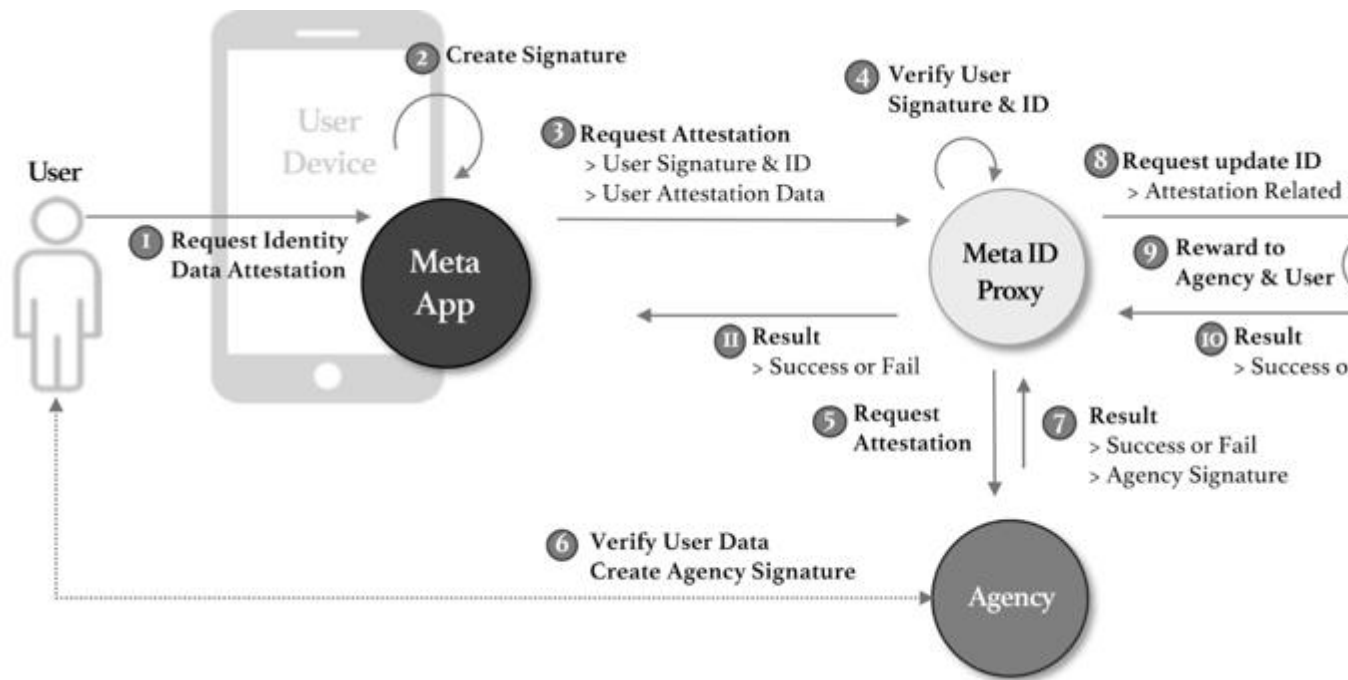 User
User
Device
2 Create Signature
1 Request Identity
Data Attestation
Meta
App
3 Request Attestation
> User Signature & ID
> User Attestation Data
4 Verify User
Signature & ID
Meta ID
Proxy
8 Request update ID
> Attestation Related
9 Reward to
Agency & User
10 Result
> Success o
11 Result
> Success or Fail
5 Request
Attestation
7 Result
> Success or Fail
> Agency Signature
6 Verify User Data
Create Agency Signature
Agency